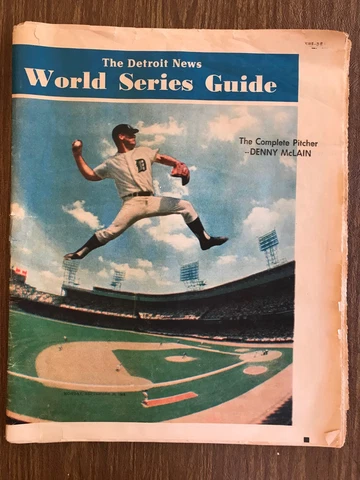 The Detroit News
World Series Guide
The Complete Pitcher
--DENNY McLAIN